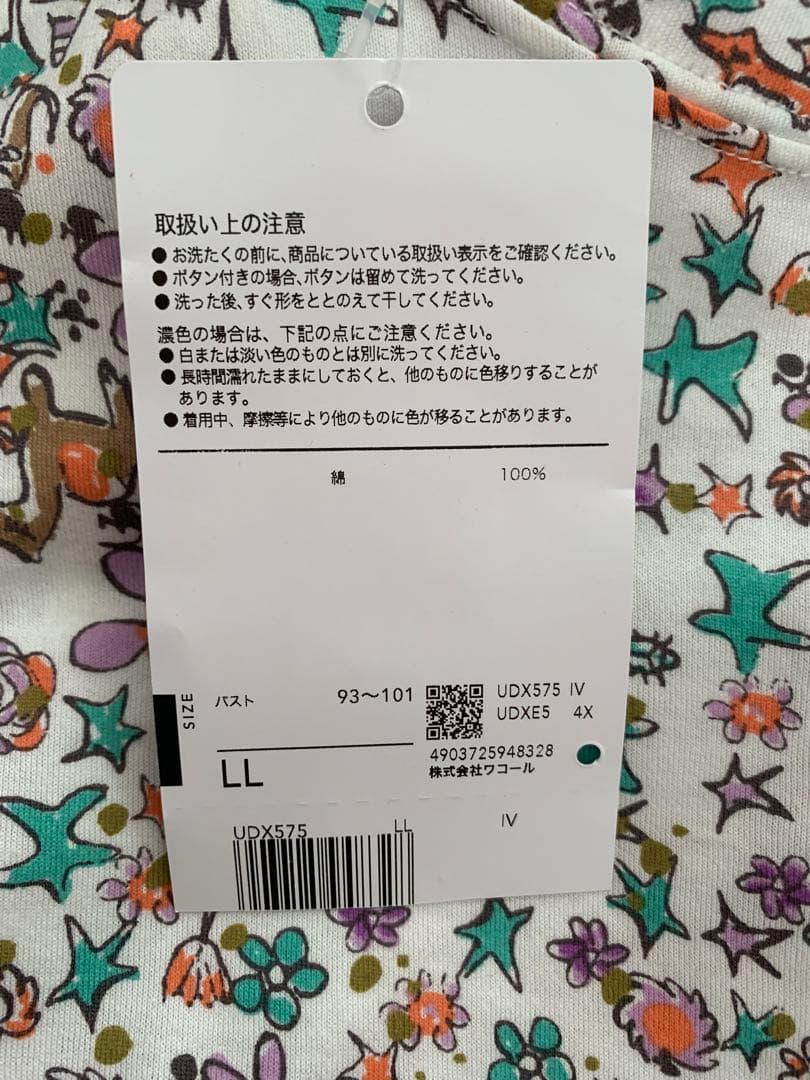 取扱い上の注意
●お洗たくの前に、商品についている取扱い表示をご確認ください。
●ボタン付きの場合、ボタンは留めて洗ってください。
●洗った後、すぐ形をととのえて干してください。
濃色の場合は、下記の点にご注意ください。
●白または淡い色のものとは別に洗ってください。
●長時間濡れたままにしておくと、他のものに色移りすることが
あります。
●着用中、摩擦等により他のものに色が移ることがあります。
綿 100%
SIZE
バスト 93～101
LL
UDX575 IV
UDXE5 4X
4903725948328
株式会社ワコール
UDX575 LL IV